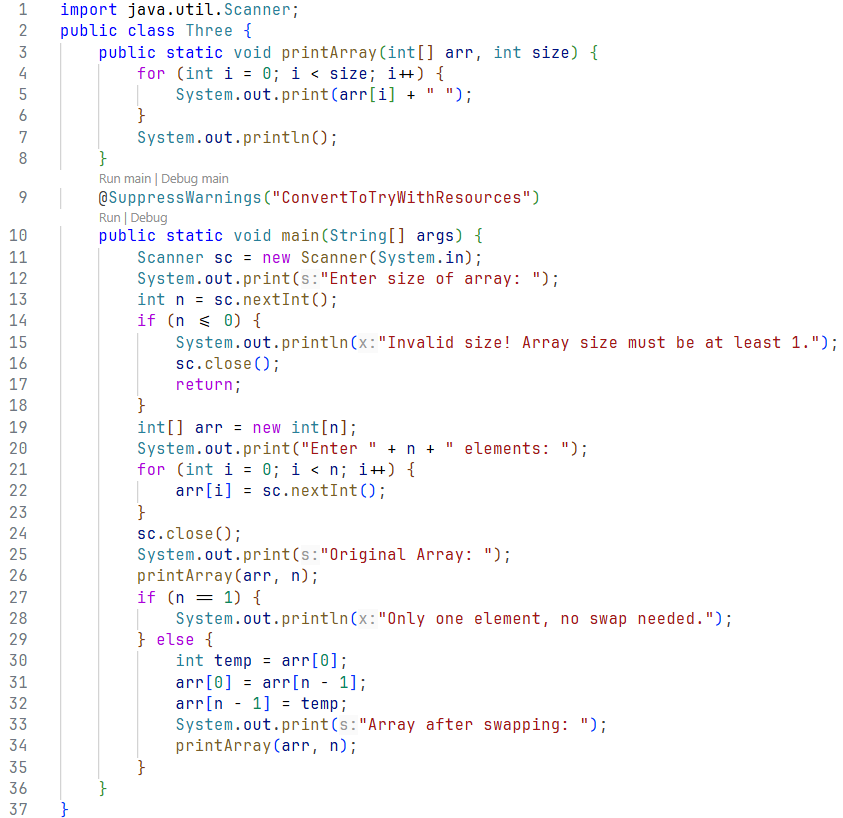 1 import java.util.Scanner;
2 public class Three {
3 public static void printArray(int[] arr, int size) {
4 for (int i = 0; i < size; i++) {
5 System.out.print(arr[i] + " ");
6 }
7 System.out.println();
8 }
Run main | Debug main
9 @SuppressWarnings("ConvertToTryWithResources")
Run | Debug
10 public static void main(String[] args) {
11 Scanner sc = new Scanner(System.in);
12 System.out.print(s:"Enter size of array: ");
13 int n = sc.nextInt();
14 if (n <= 0) {
15 System.out.println(x:"Invalid size! Array size must be at least 1.");
16 sc.close();
17 return;
18 }
19 int[] arr = new int[n];
20 System.out.print("Enter " + n + " elements: ");
21 for (int i = 0; i < n; i++) {
22 arr[i] = sc.nextInt();
23 }
24 sc.close();
25 System.out.print(s:"Original Array: ");
26 printArray(arr, n);
27 if (n == 1) {
28 System.out.println(x:"Only one element, no swap needed.");
29 } else {
30 int temp = arr[0];
31 arr[0] = arr[n - 1];
32 arr[n - 1] = temp;
33 System.out.print(s:"Array after swapping: ");
34 printArray(arr, n);
35 }
36 }
37 }